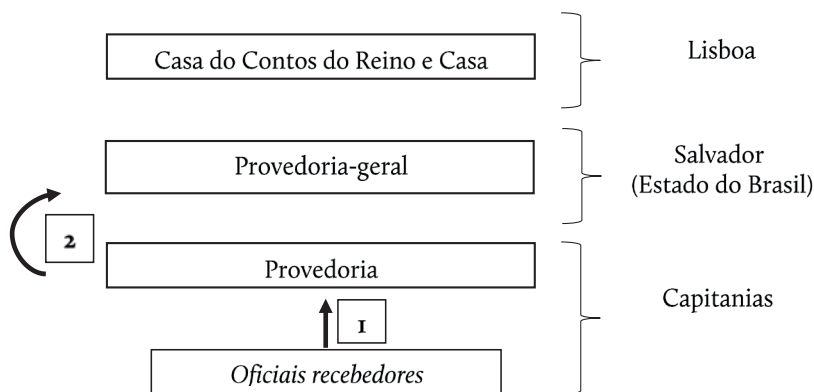 Casa do Contos do Reino e Casa
Lisboa
Provedoria-geral
Salvador
(Estado do Brasil)
2
Provedoria
Capitanias
1
Oficiais recebedores